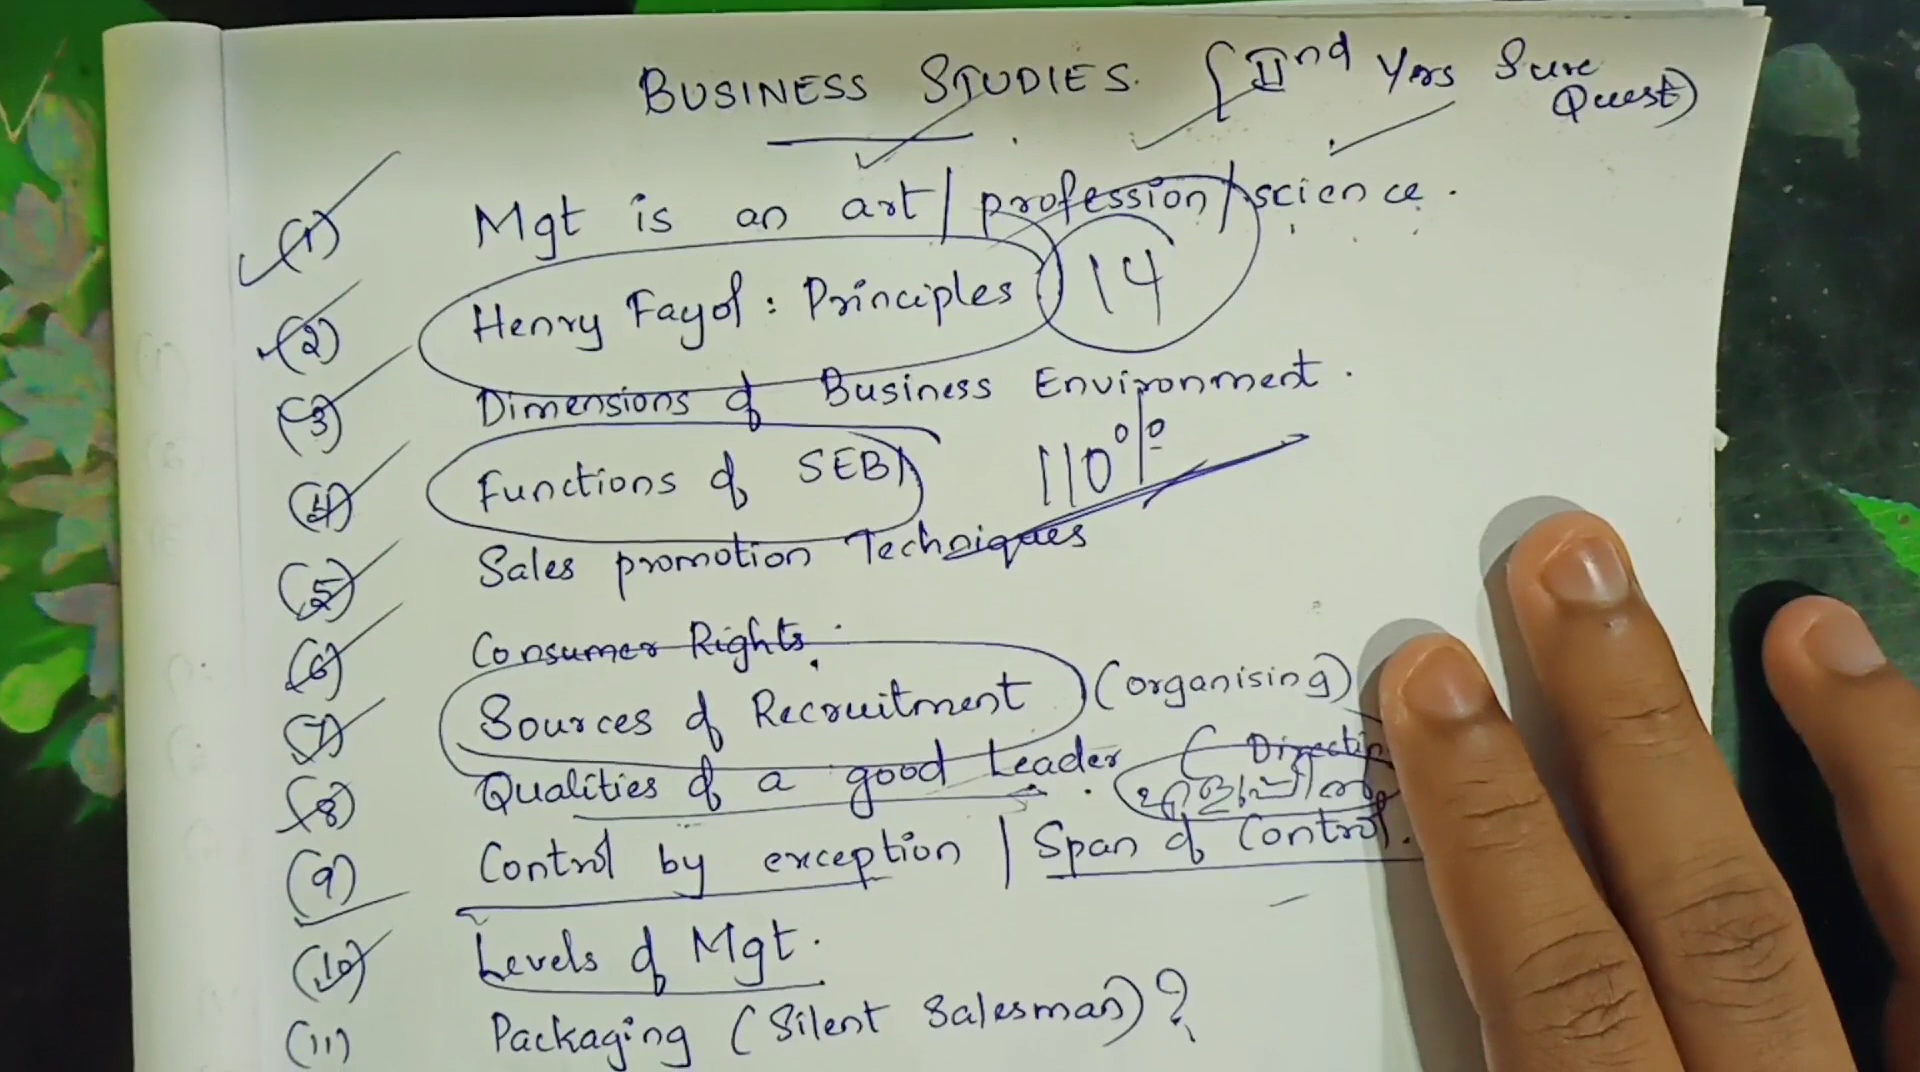 BUSINESS STUDIES. (IInd Yrs Sure Quest)
(1) Mgt is an art/profession/science.
(2) Henry Fayol: Principles 14
(3) Dimensions of Business Environment.
(4) Functions of SEBI 110%
(5) Sales promotion Techniques
(6) Consumer Rights.
(7) Sources of Recruitment (organising)
(8) Qualities of a good Leader. (Directin
(9) Control by exception | Span of Control.
(10) Levels of Mgt.
(11) Packaging (Silent Salesman)?